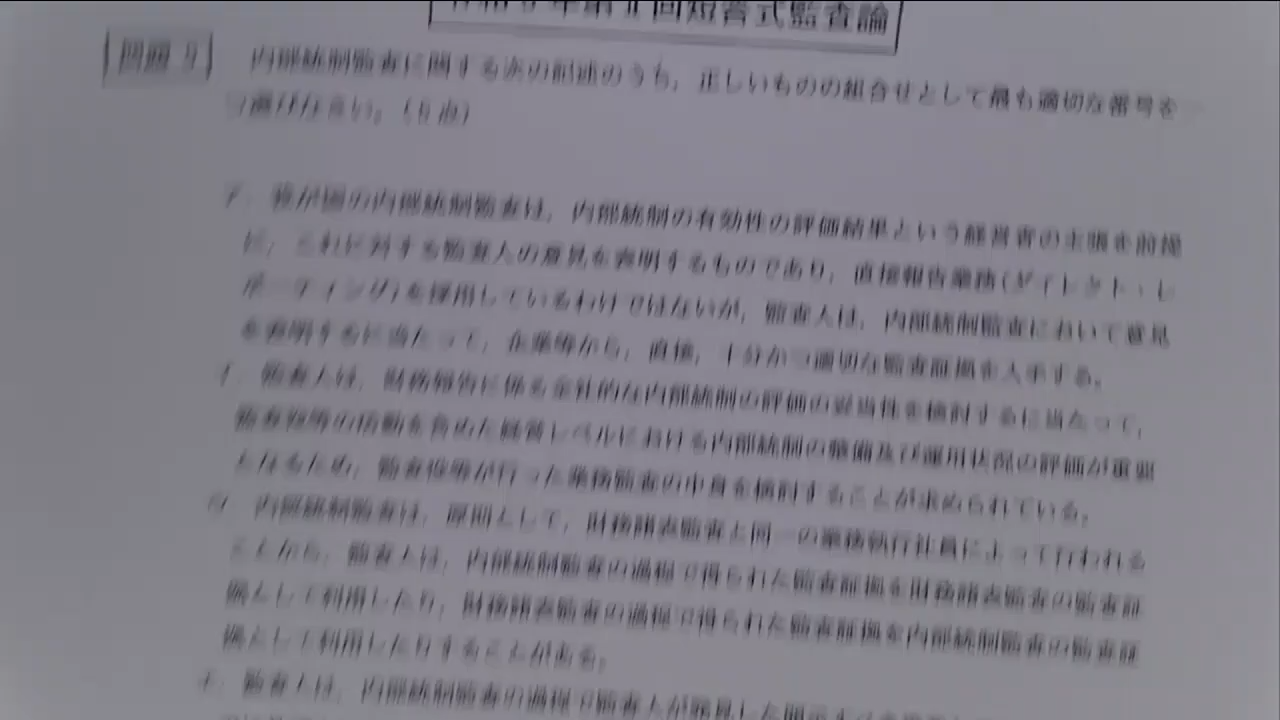 短答式監査論
問題 9 内部統制監査に関する次の記述のうち，正しいものの組合せとして最も適切な番号を
つ選びなさい。（5点）
ア．我が国の内部統制監査は，内部統制の有効性の評価結果という経営者の主張を前提
に，これに対する監査人の意見を表明するものであり，直接報告業務（ダイレクト・レ
ポーティング）を採用しているわけではないが，監査人は，内部統制監査において意見
を表明するに当たって，企業等から，直接，十分かつ適切な監査証拠を入手する。
イ．監査人は，財務報告に係る全社的な内部統制の評価の妥当性を検討するに当たって，
監査役等の活動を含めた経営レベルにおける内部統制の整備及び運用状況の評価が重要
となるため，監査役等が行った業務監査の中身を検討することが求められている。
ウ．内部統制監査は，原則として，財務諸表監査と同一の業務執行社員によって行われる
ことから，監査人は，内部統制監査の過程で得られた監査証拠を財務諸表監査の監査証
拠として利用したり，財務諸表監査の過程で得られた監査証拠を内部統制監査の監査証
拠として利用したりすることがある。
エ．監査人は，内部統制監査の過程で監査人が発見した開示すべき